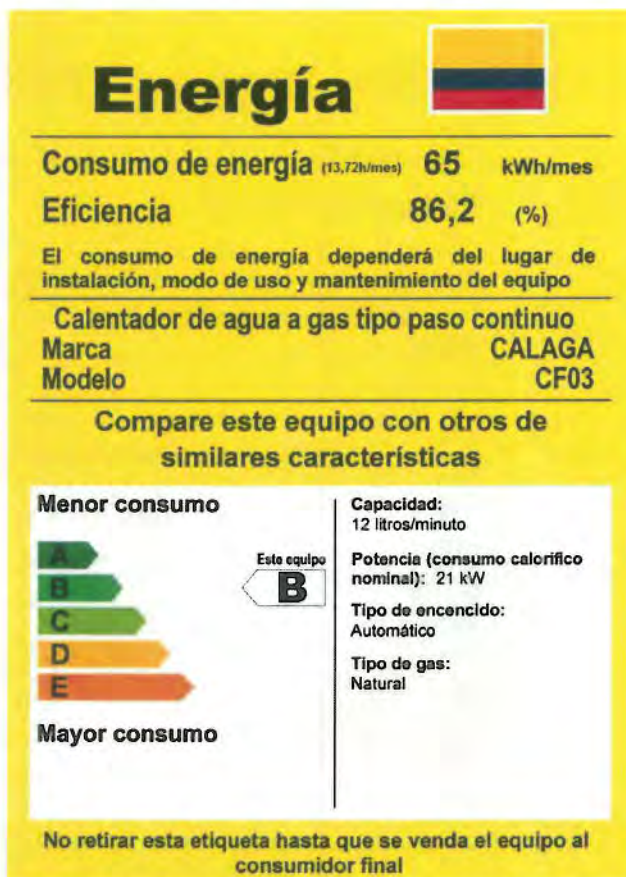 Energía
Consumo de energía (13,72h/mes) 65 kWh/mes
Eficiencia 86,2 (%)
El consumo de energía dependerá del lugar de
instalación, modo de uso y mantenimiento del equipo
Calentador de agua a gas tipo paso continuo
Marca CALAGA
Modelo CF03
Compare este equipo con otros de
similares características
Menor consumo
A
B
C
D
E
Mayor consumo
Este equipo
B
Capacidad:
12 litros/minuto
Potencia (consumo calorífico
nominal): 21 kW
Tipo de encencido:
Automático
Tipo de gas:
Natural
No retirar esta etiqueta hasta que se venda el equipo al
consumidor final